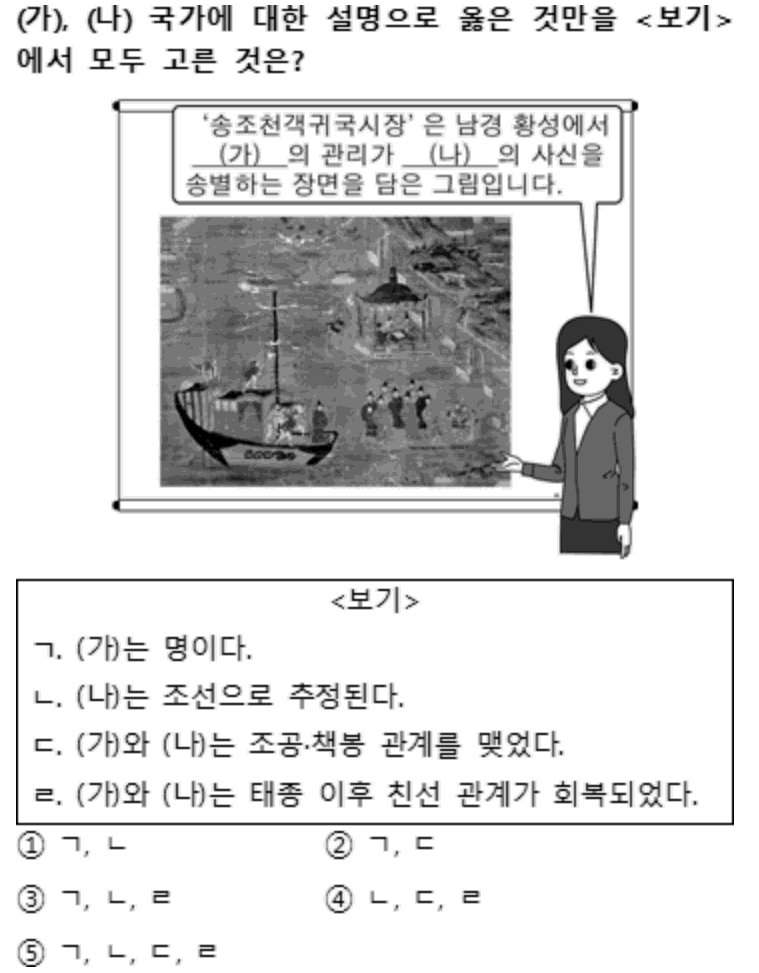 (가), (나) 국가에 대한 설명으로 옳은 것만을 <보기>
에서 모두 고른 것은?
‘송조천객귀국시장’ 은 남경 황성에서
(가) 의 관리가 (나) 의 사신을
송별하는 장면을 담은 그림입니다.
<보기>
ㄱ. (가)는 명이다.
ㄴ. (나)는 조선으로 추정된다.
ㄷ. (가)와 (나)는 조공·책봉 관계를 맺었다.
ㄹ. (가)와 (나)는 태종 이후 친선 관계가 회복되었다.
① ㄱ, ㄴ ② ㄱ, ㄷ
③ ㄱ, ㄴ, ㄹ ④ ㄴ, ㄷ, ㄹ
⑤ ㄱ, ㄴ, ㄷ, ㄹ